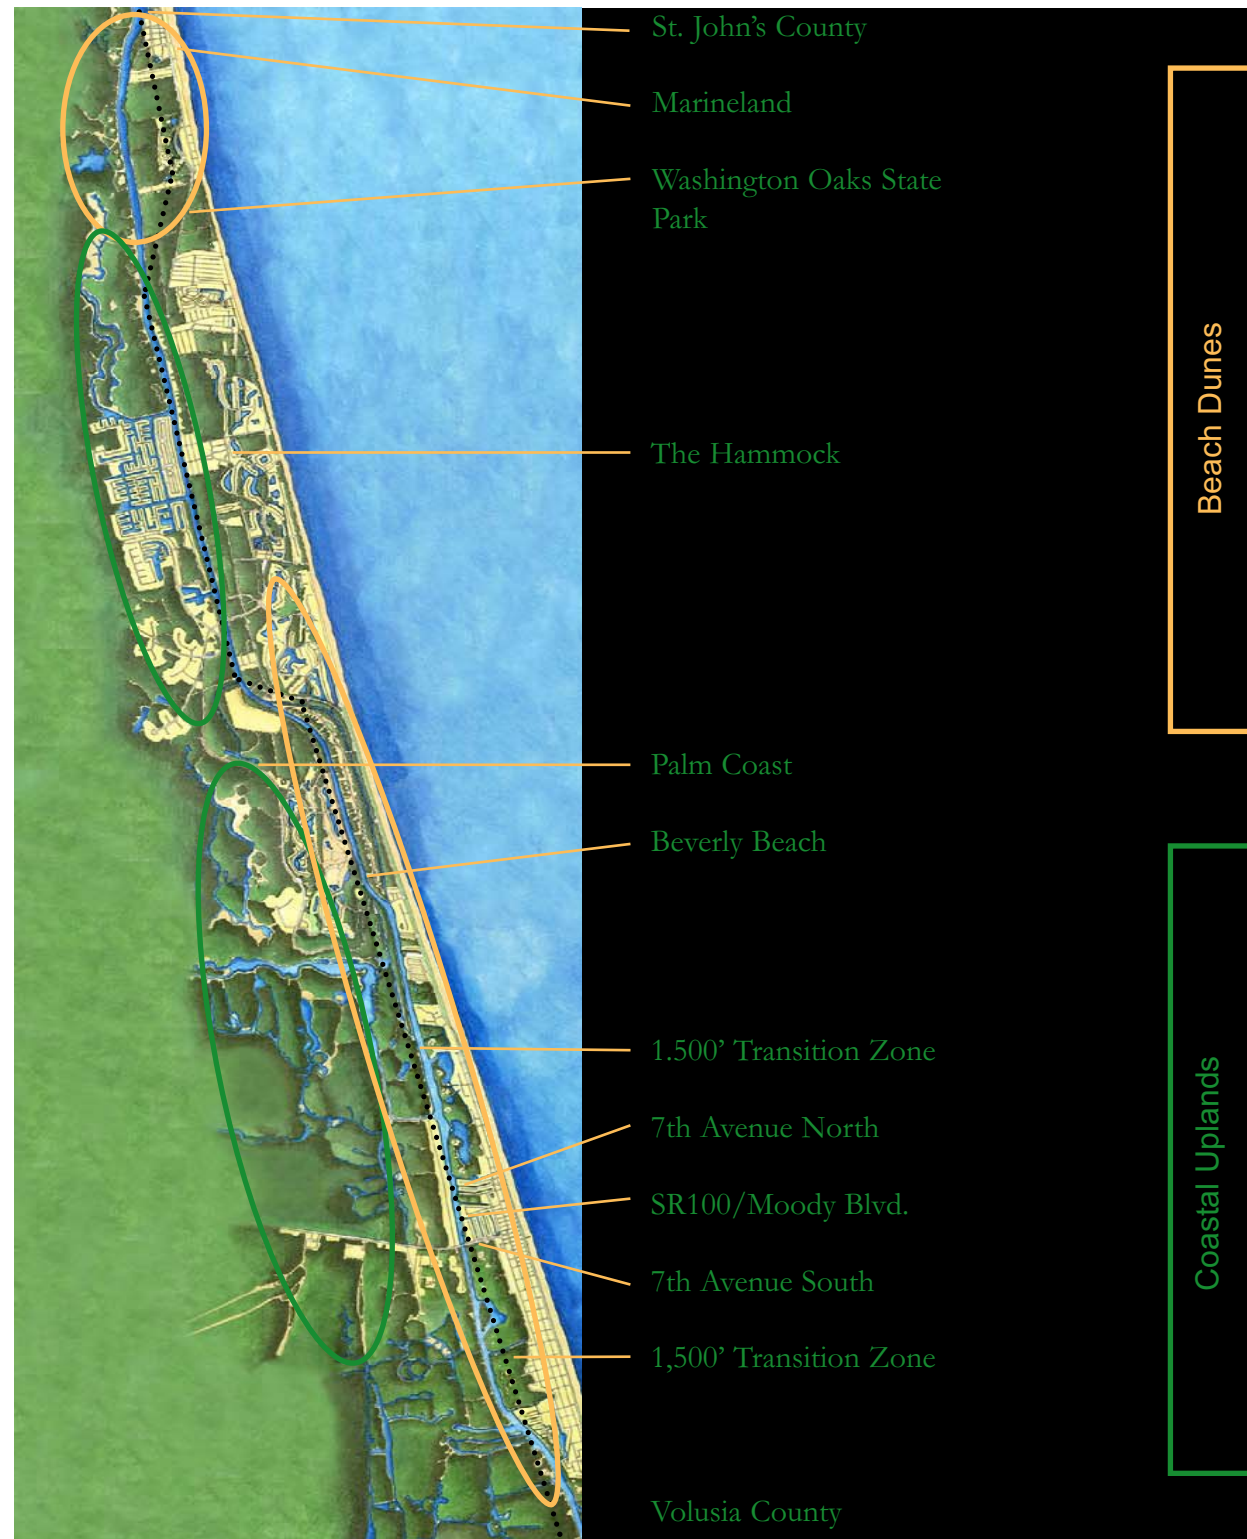 St. John’s County
Marineland
Washington Oaks State
Park
Beach Dunes
The Hammock
Palm Coast
Beverly Beach
1.500’ Transition Zone
7th Avenue North
Coastal Uplands
SR100/Moody Blvd.
7th Avenue South
1,500’ Transition Zone
Volusia County